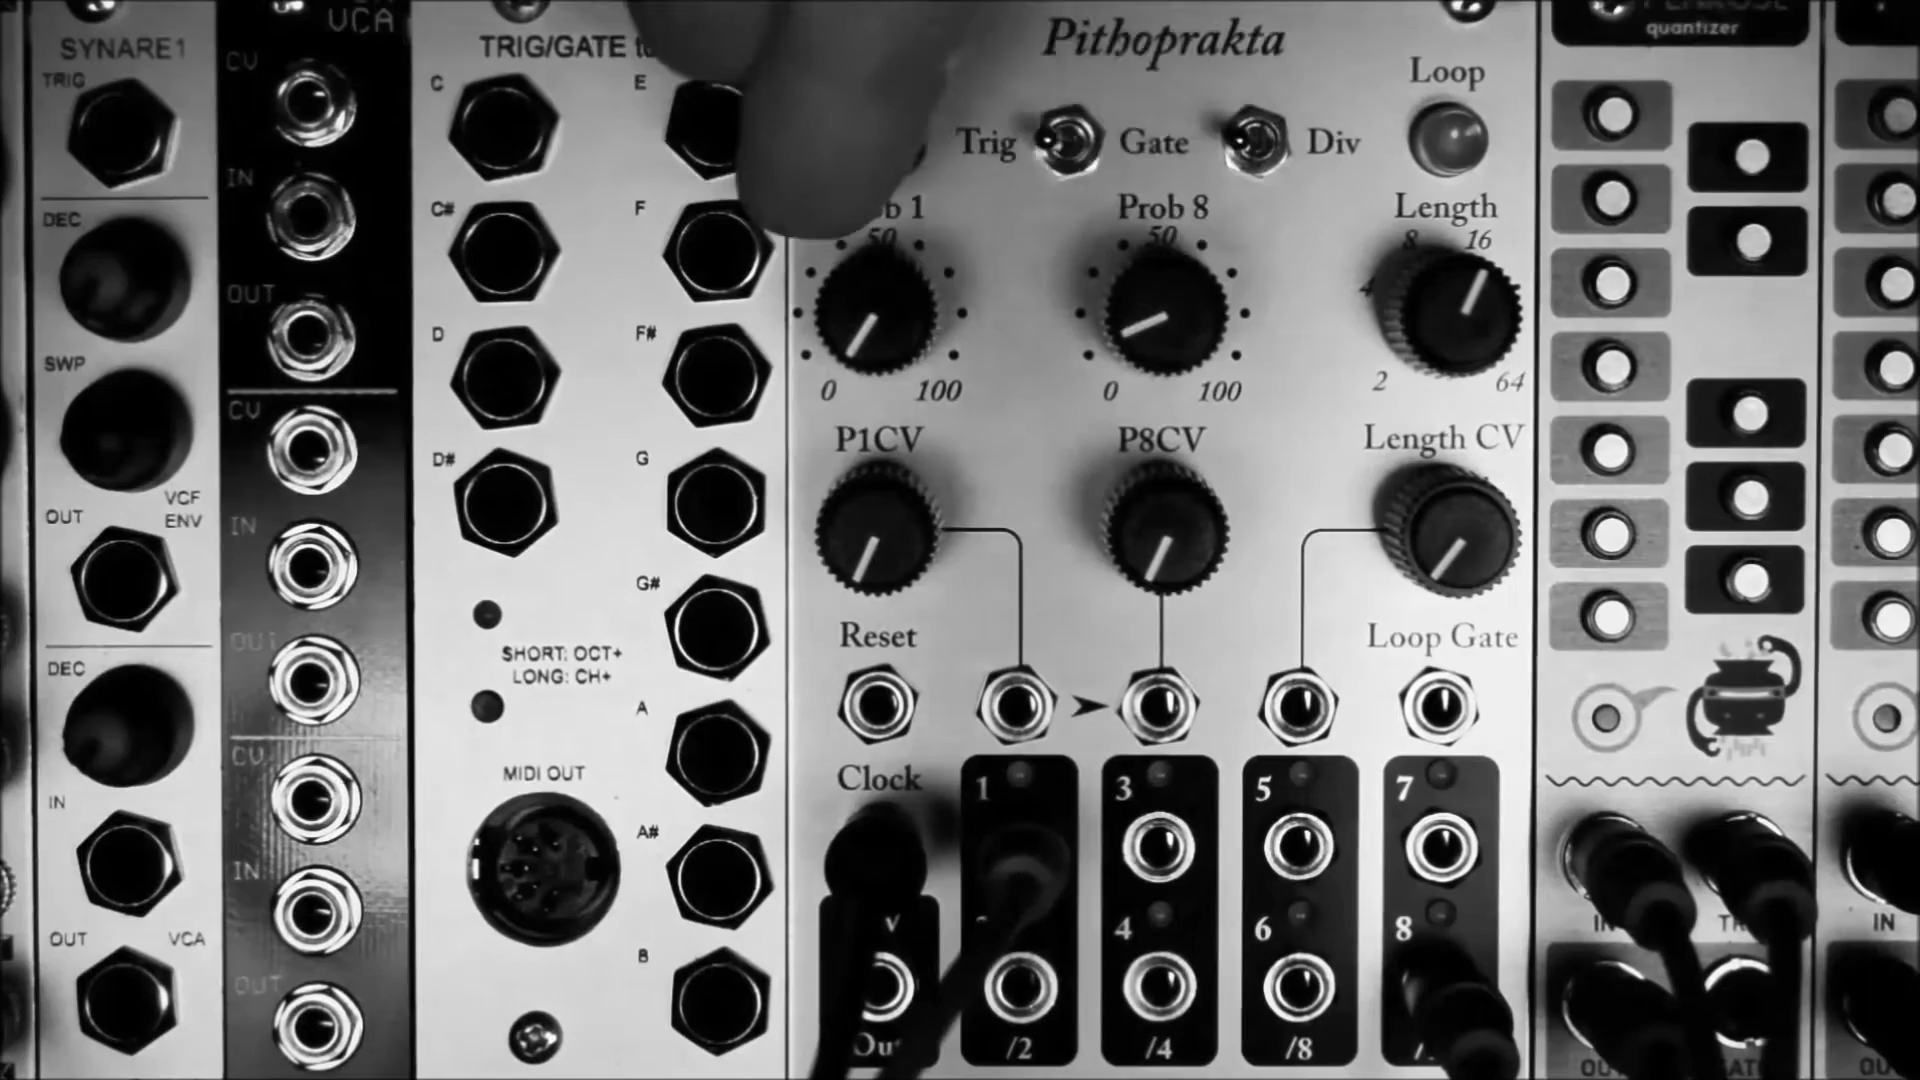 SYNARE1
TRIG
DEC
SWP
OUT
VCF
ENV
DEC
IN
OUT
VCA
VCA
CV
IN
OUT
CV
IN
OUT
CV
IN
OUT
TRIG/GATE
C
C#
D
D#
E
F
F#
G
G#
A
A#
B
SHORT: OCT+
LONG: CH+
MIDI OUT
Pithoprakta
Loop
Trig
Gate
Div
1
Prob 8
Length
50
50
8
16
4
0
100
0
100
2
64
P1CV
P8CV
Length CV
Reset
Loop Gate
Clock
1
3
5
7
4
6
8
/2
/4
/8
quantizer
IN
IN